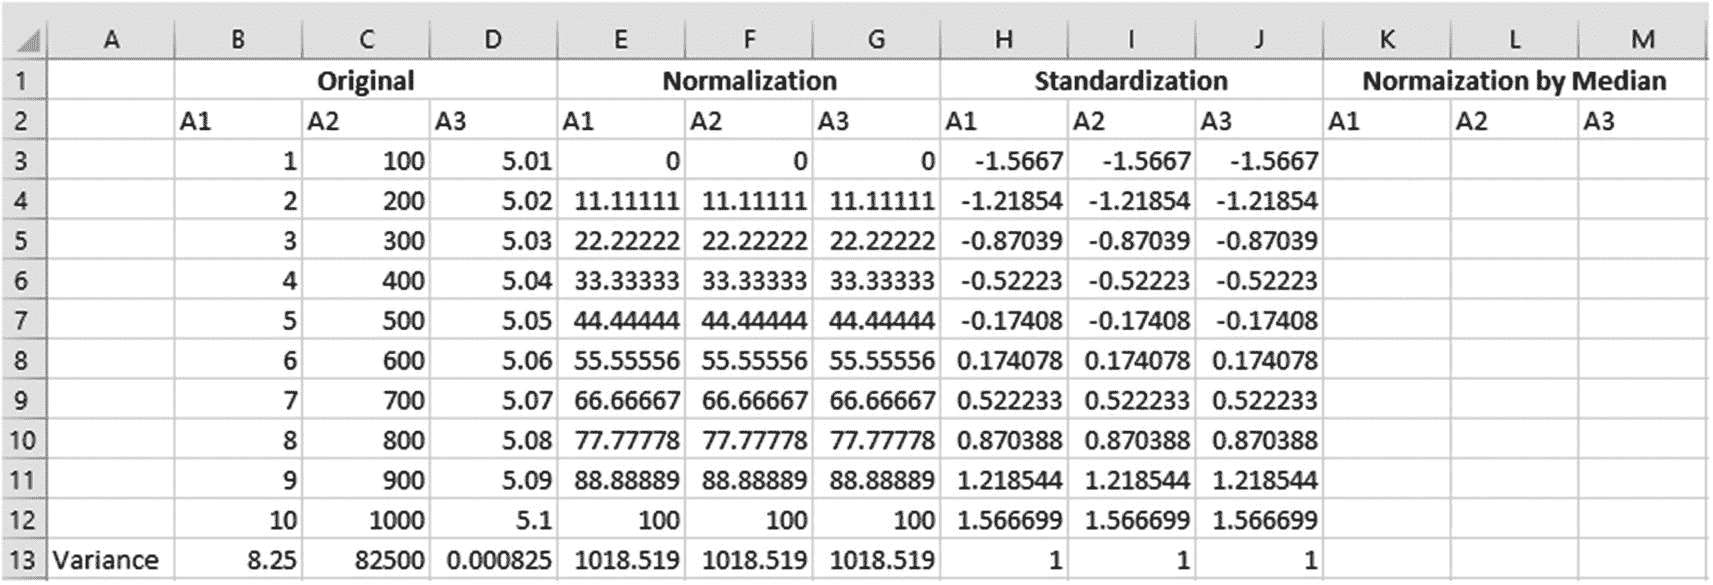 A B C D E F G H I J K L M
1 Original Normalization Standardization Normaization by Median
2 A1 A2 A3 A1 A2 A3 A1 A2 A3 A1 A2 A3
3 1 100 5.01 0 0 0 -1.5667 -1.5667 -1.5667
4 2 200 5.02 11.11111 11.11111 11.11111 -1.21854 -1.21854 -1.21854
5 3 300 5.03 22.22222 22.22222 22.22222 -0.87039 -0.87039 -0.87039
6 4 400 5.04 33.33333 33.33333 33.33333 -0.52223 -0.52223 -0.52223
7 5 500 5.05 44.44444 44.44444 44.44444 -0.17408 -0.17408 -0.17408
8 6 600 5.06 55.55556 55.55556 55.55556 0.174078 0.174078 0.174078
9 7 700 5.07 66.66667 66.66667 66.66667 0.522233 0.522233 0.522233
10 8 800 5.08 77.77778 77.77778 77.77778 0.870388 0.870388 0.870388
11 9 900 5.09 88.88889 88.88889 88.88889 1.218544 1.218544 1.218544
12 10 1000 5.1 100 100 100 1.566699 1.566699 1.566699
13 Variance 8.25 82500 0.000825 1018.519 1018.519 1018.519 1 1 1